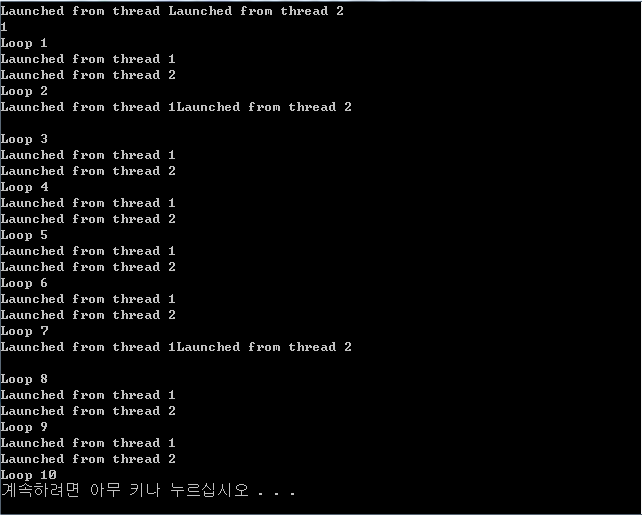 Launched from thread Launched from thread 2
1
Loop 1
Launched from thread 1
Launched from thread 2
Loop 2
Launched from thread 1Launched from thread 2
Loop 3
Launched from thread 1
Launched from thread 2
Loop 4
Launched from thread 1
Launched from thread 2
Loop 5
Launched from thread 1
Launched from thread 2
Loop 6
Launched from thread 1
Launched from thread 2
Loop 7
Launched from thread 1Launched from thread 2
Loop 8
Launched from thread 1
Launched from thread 2
Loop 9
Launched from thread 1
Launched from thread 2
Loop 10
계속하려면 아무 키나 누르십시오 . . .